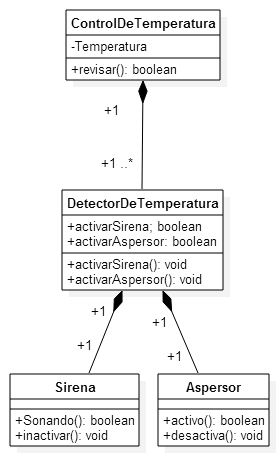 ControlDeTemperatura
-Temperatura
+revisar(): boolean
+1
+1 ..*
DetectorDeTemperatura
+activarSirena; boolean
+activarAspersor: boolean
+activarSirena(): void
+activarAspersor(): void
+1
+1
+1
+1
Sirena
+Sonando(): boolean
+inactivar(): void
Aspersor
+activo(): boolean
+desactiva(): void